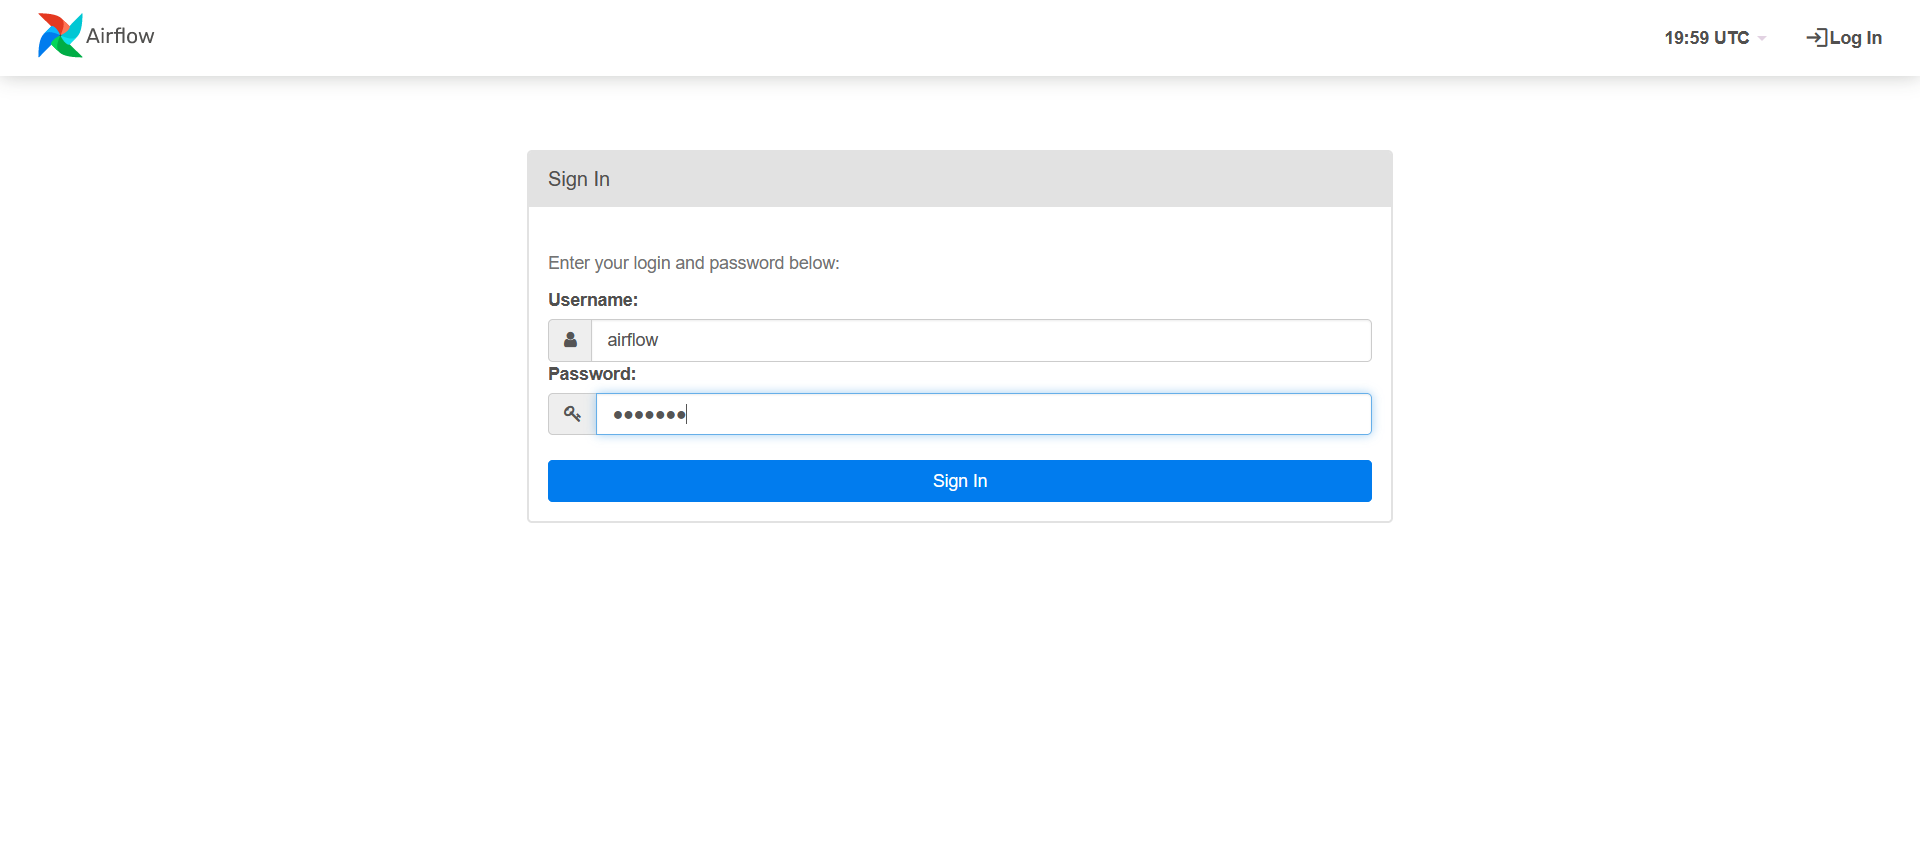 Airflow
19:59 UTC
Log In
Sign In
Enter your login and password below:
Username:
airflow
Password:
•••••••
Sign In